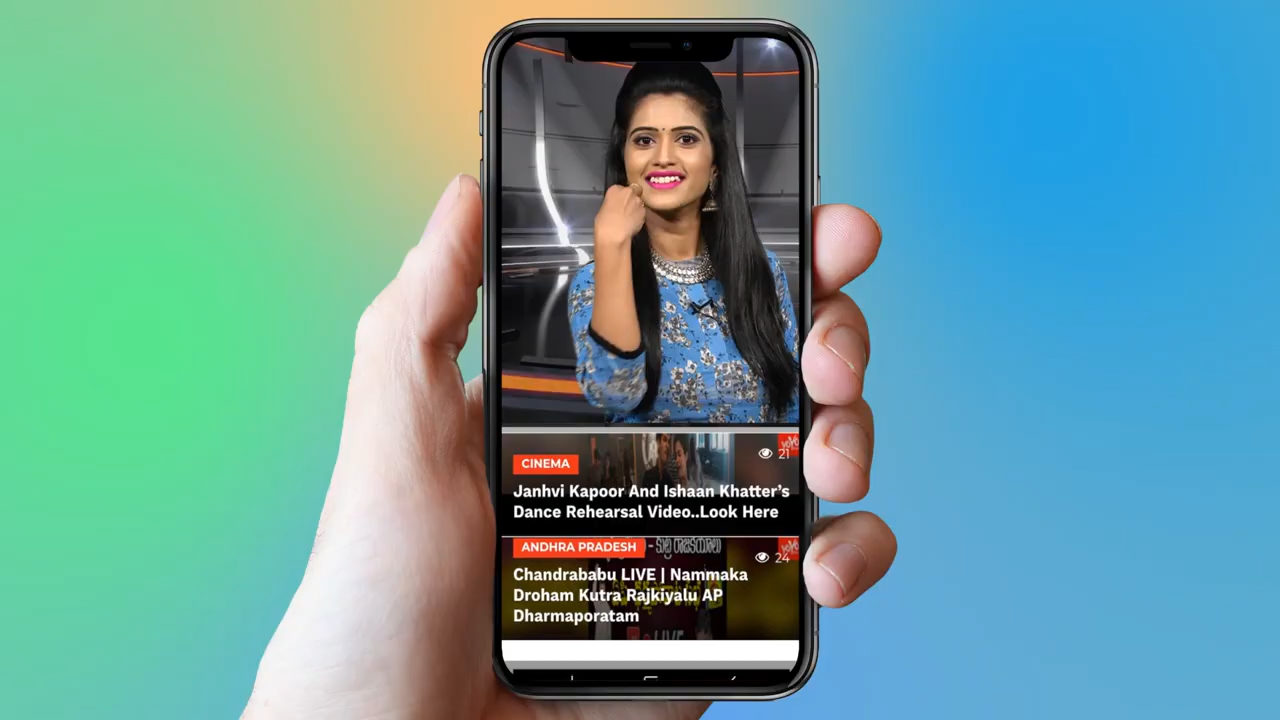 CINEMA
21
Janhvi Kapoor And Ishaan Khatter's
Dance Rehearsal Video..Look Here
ANDHRA PRADESH
24
Chandrababu LIVE | Nammaka
Droham Kutra Rajkiyalu AP
Dharmaporatam
LIVE